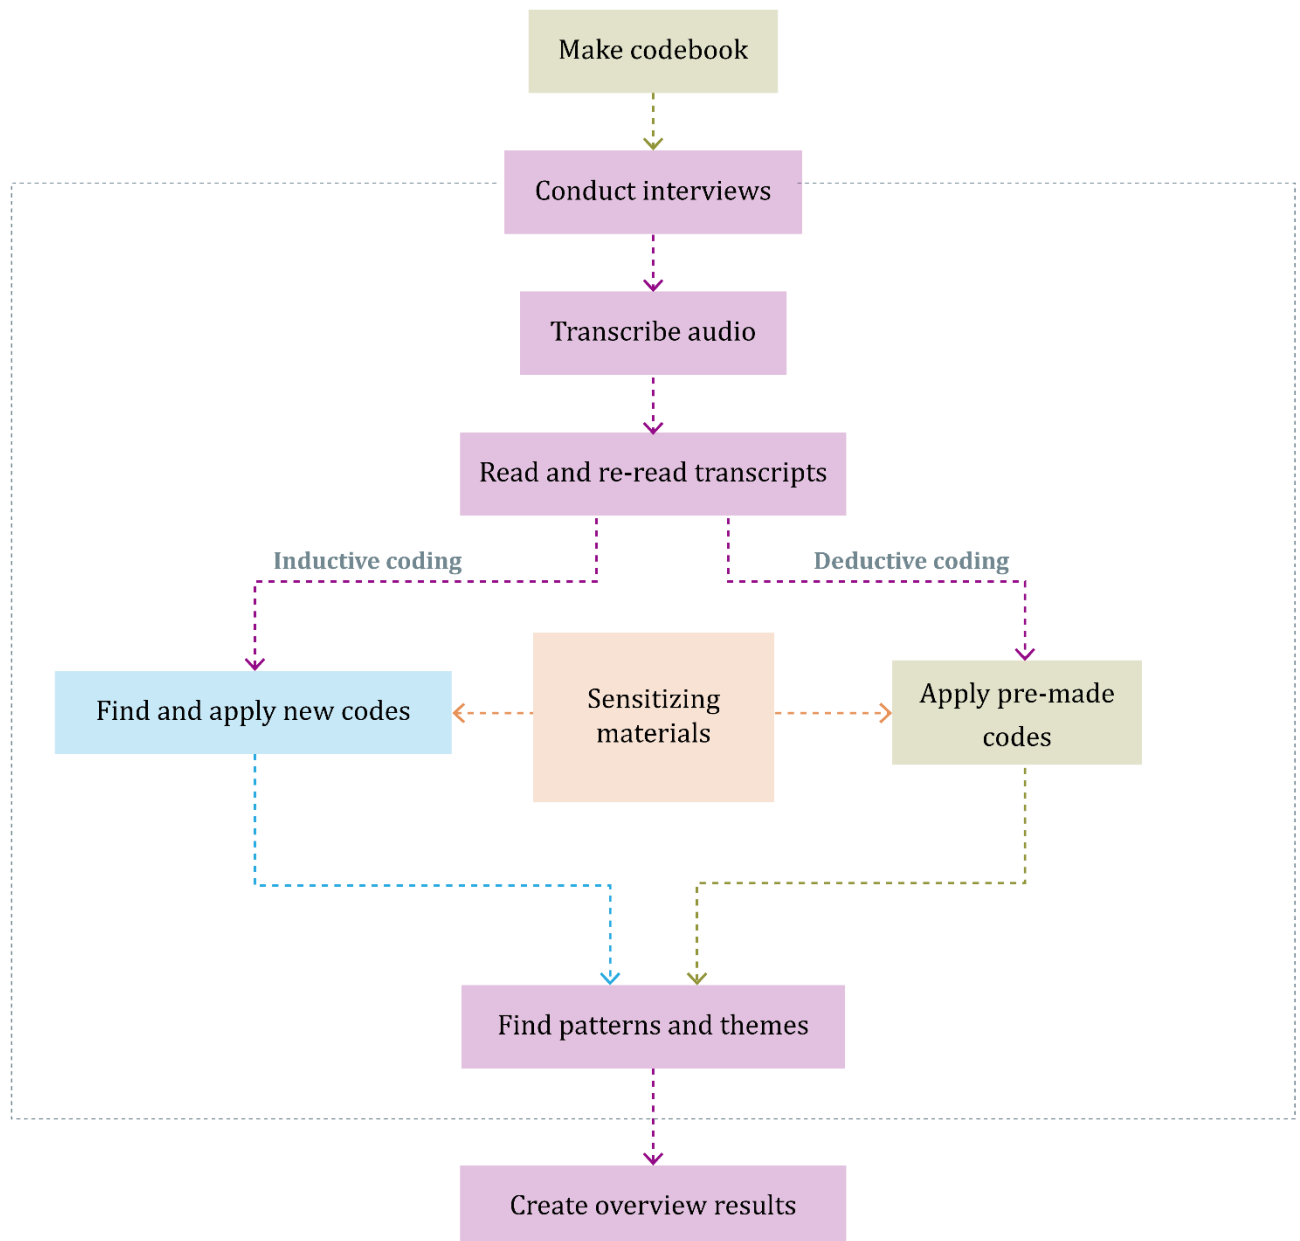 Make codebook
Conduct interviews
Transcribe audio
Read and re-read transcripts
Inductive coding
Deductive coding
Find and apply new codes
Sensitizing
materials
Apply pre-made
codes
Find patterns and themes
Create overview results